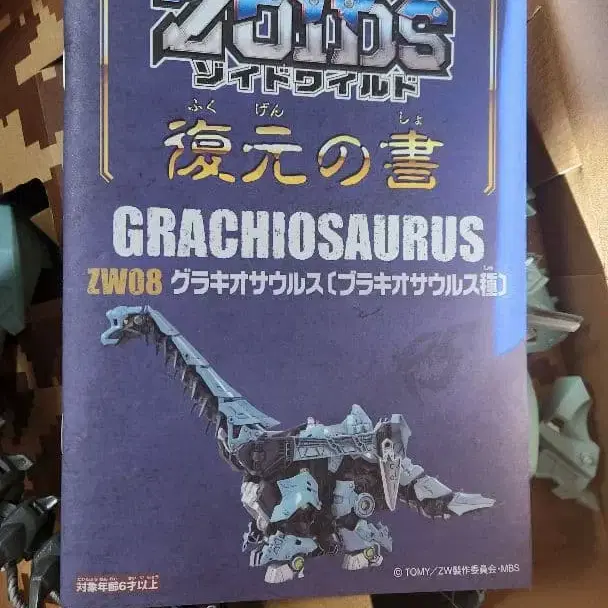 ZOIDS
ゾイドワイルド
ふく げん しょ
復元の書
GRACHIOSAURUS
しゅ
ZW08 グラキオサウルス〔ブラキオサウルス種〕
対象年齢6才以上
© TOMY/ZW製作委員会・MBS